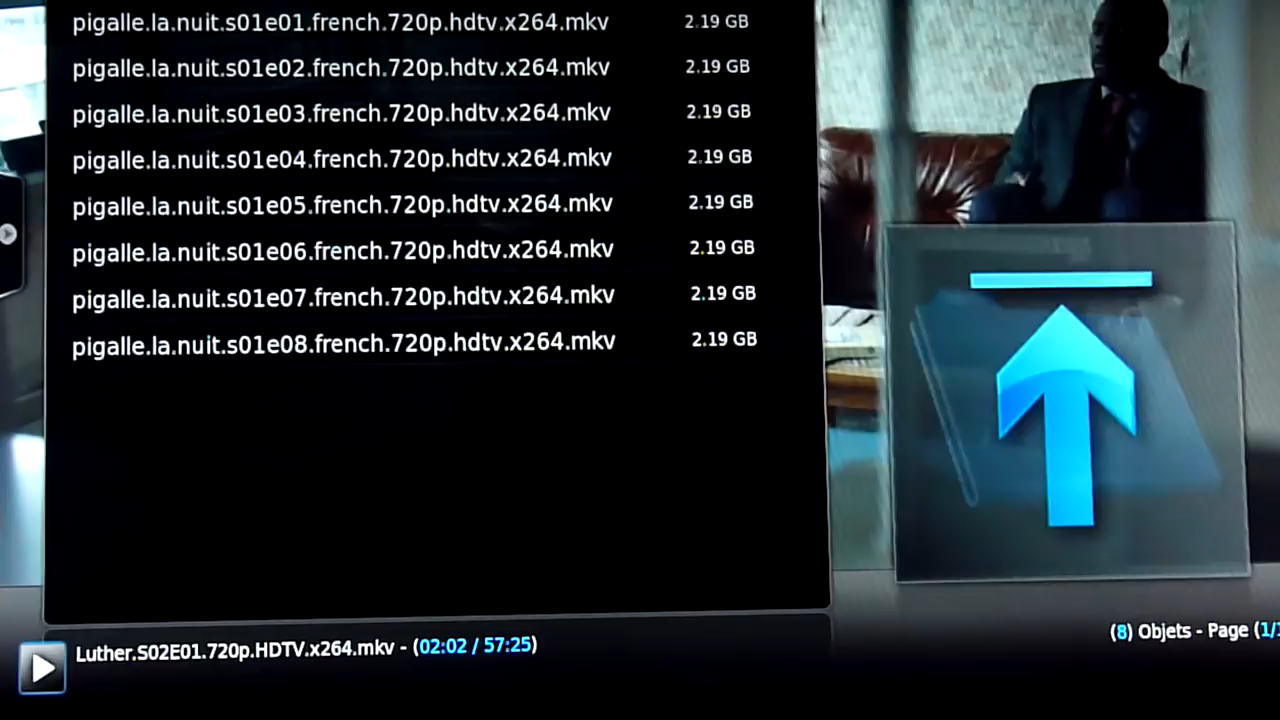 pigalle.la.nuit.s01e01.french.720p.hdtv.x264.mkv 2.19 GB
pigalle.la.nuit.s01e02.french.720p.hdtv.x264.mkv 2.19 GB
pigalle.la.nuit.s01e03.french.720p.hdtv.x264.mkv 2.19 GB
pigalle.la.nuit.s01e04.french.720p.hdtv.x264.mkv 2.19 GB
pigalle.la.nuit.s01e05.french.720p.hdtv.x264.mkv 2.19 GB
pigalle.la.nuit.s01e06.french.720p.hdtv.x264.mkv 2.19 GB
pigalle.la.nuit.s01e07.french.720p.hdtv.x264.mkv 2.19 GB
pigalle.la.nuit.s01e08.french.720p.hdtv.x264.mkv 2.19 GB
(8) Objets - Page (1/
Luther.S02E01.720p.HDTV.x264.mkv - (02:02 / 57:25)